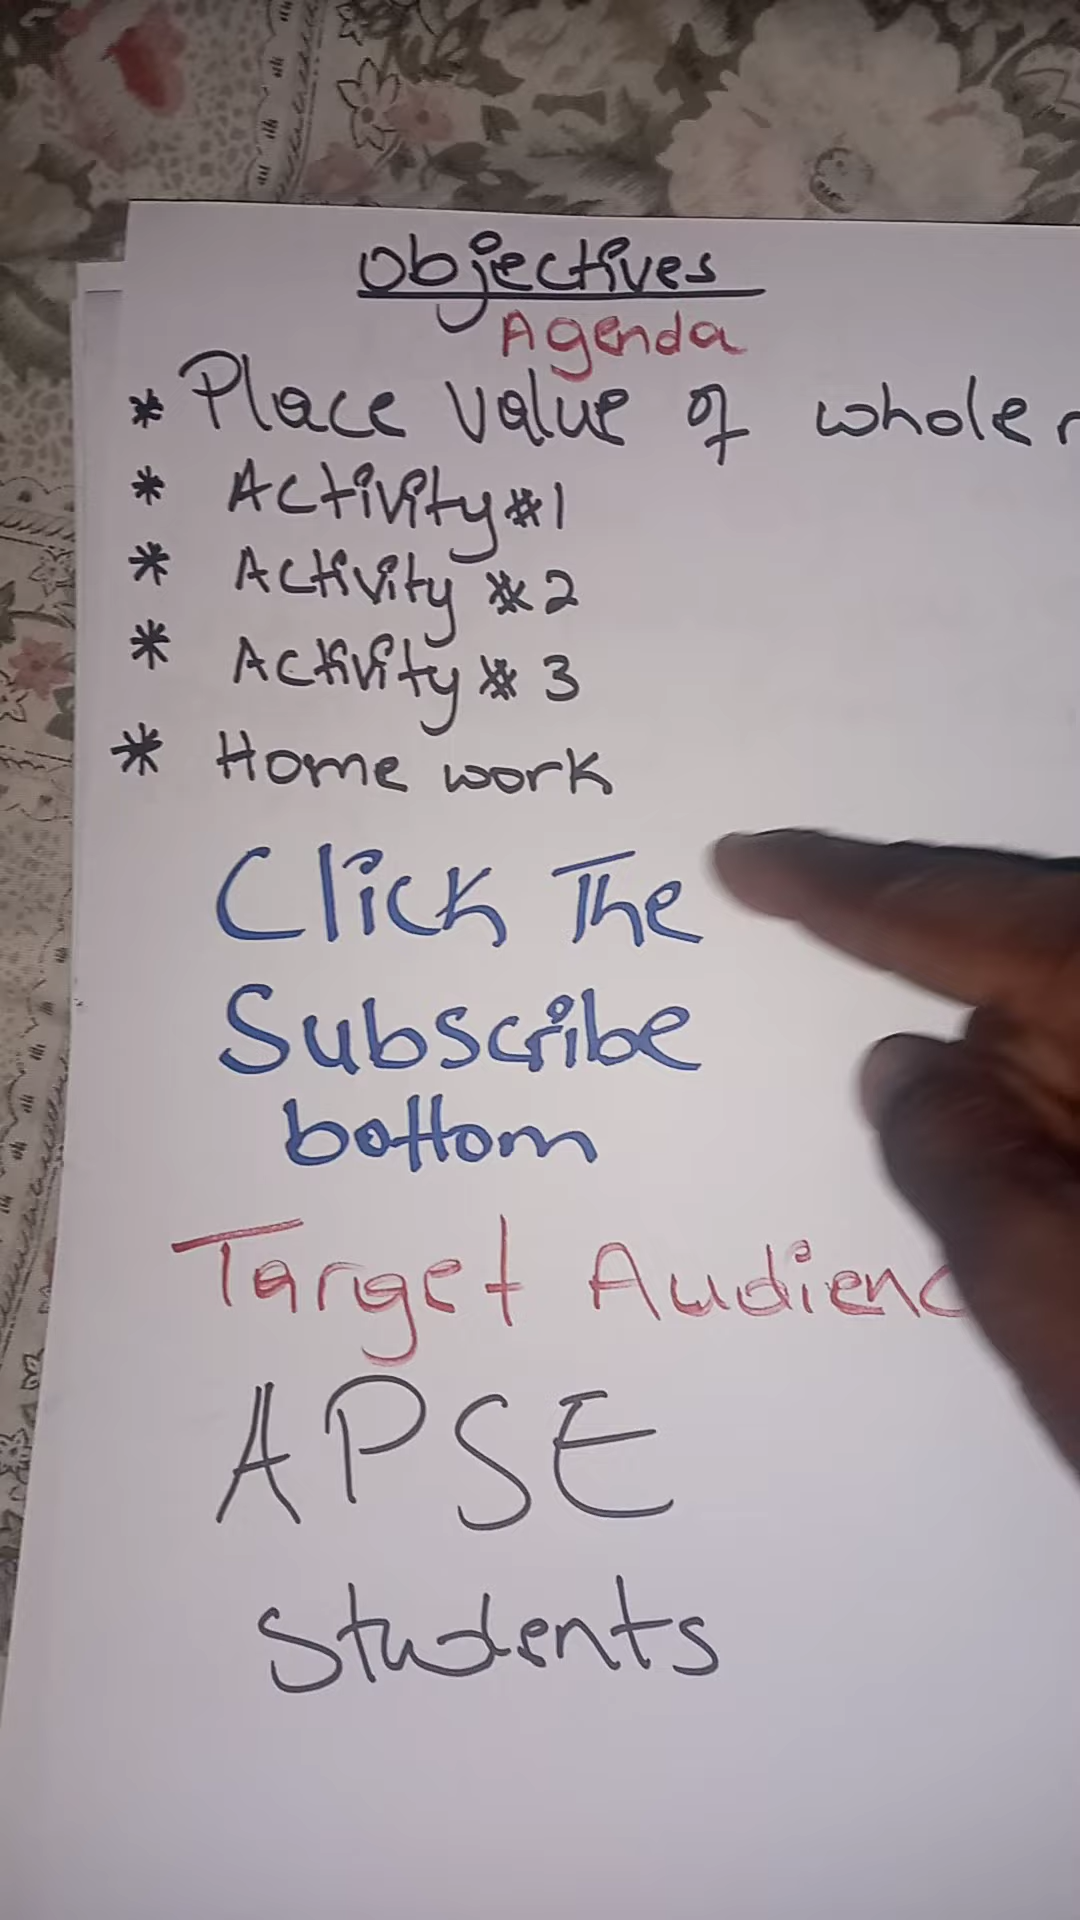 Objectives
Agenda
* Place value of whole
* Activity #1
* Activity #2
* Activity # 3
* Home work
Click The
Subscribe
bottom
Target Audienc
APSE
Students